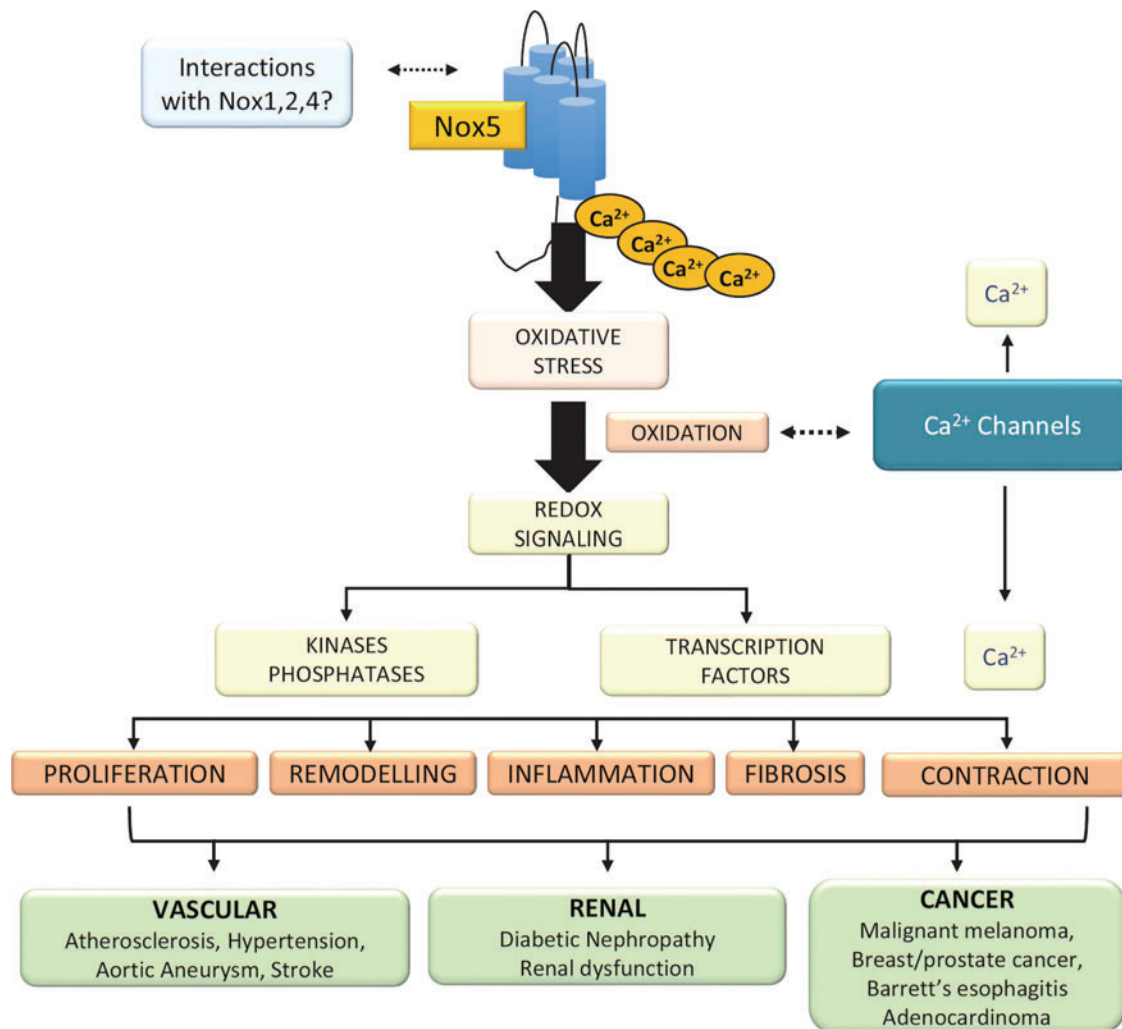 Interactions
with Nox1,2,4?
Nox5
Ca²⁺
Ca²⁺
Ca²⁺
Ca²⁺
OXIDATIVE
STRESS
Ca²⁺
OXIDATION
Ca²⁺ Channels
REDOX
SIGNALING
KINASES
PHOSPHATASES
TRANSCRIPTION
FACTORS
Ca²⁺
PROLIFERATION
REMODELLING
INFLAMMATION
FIBROSIS
CONTRACTION
VASCULAR
Atherosclerosis, Hypertension,
Aortic Aneurysm, Stroke
RENAL
Diabetic Nephropathy
Renal dysfunction
CANCER
Malignant melanoma,
Breast/prostate cancer,
Barrett’s esophagitis
Adenocardinoma